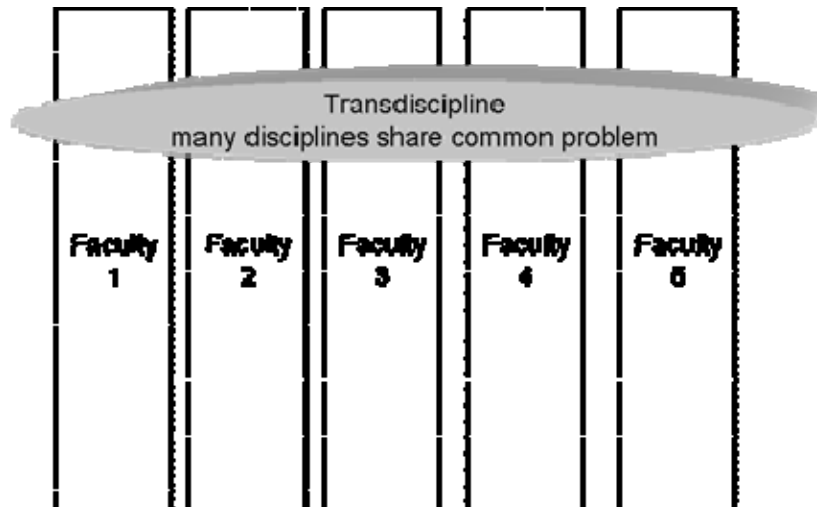 Transdiscipline
many disciplines share common problem
Faculty
1
Faculty
2
Faculty
3
Faculty
4
Faculty
5